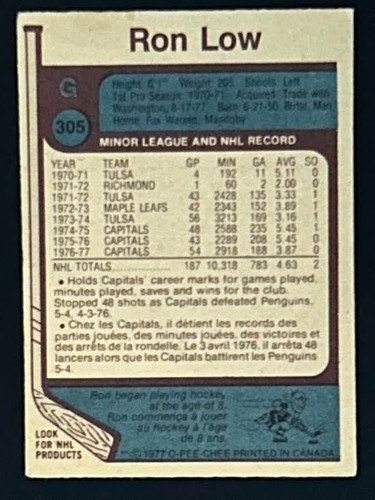 Ron Low
G
305
Height: 6'1" Weight: 205 Shoots: Left
1st Pro Season: 1970-71 Acquired: Trade with
Washington, 8-17-77 Born: 6-21-50, Birtle, Man.
Home: Fox Warren, Manitoba
MINOR LEAGUE AND NHL RECORD
YEAR TEAM GP MIN GA AVG SO
1970-71 TULSA 4 192 11 5.11 0
1971-72 RICHMOND 1 60 2 2.00 0
1971-72 TULSA 43 2428 135 3.33 1
1972-73 MAPLE LEAFS 42 2343 152 3.89 1
1973-74 TULSA 56 3213 169 3.16 1
1974-75 CAPITALS 48 2588 235 5.45 1
1975-76 CAPITALS 43 2289 208 5.45 0
1976-77 CAPITALS 54 2918 188 3.87 0
NHL TOTALS 187 10,318 783 4.63 2
• Holds Capitals' career marks for games played,
minutes played, saves and wins for the club.
Stopped 48 shots as Capitals defeated Penguins,
5-4, 4-3-76.
• Chez les Capitals, il détient les records des
parties jouées, des minutes jouées, des victoires et
des arrêts de la rondelle. Le 3 avril 1976, il arrêta 48
lancers alors que les Capitals battirent les Penguins
5-4.
Ron began playing hockey
at the age of 8.
Ron commença à jouer
au hockey à l'âge
de 8 ans.
LOOK
FOR NHL
PRODUCTS
** © 1977 O-PEE-CHEE PRINTED IN CANADA